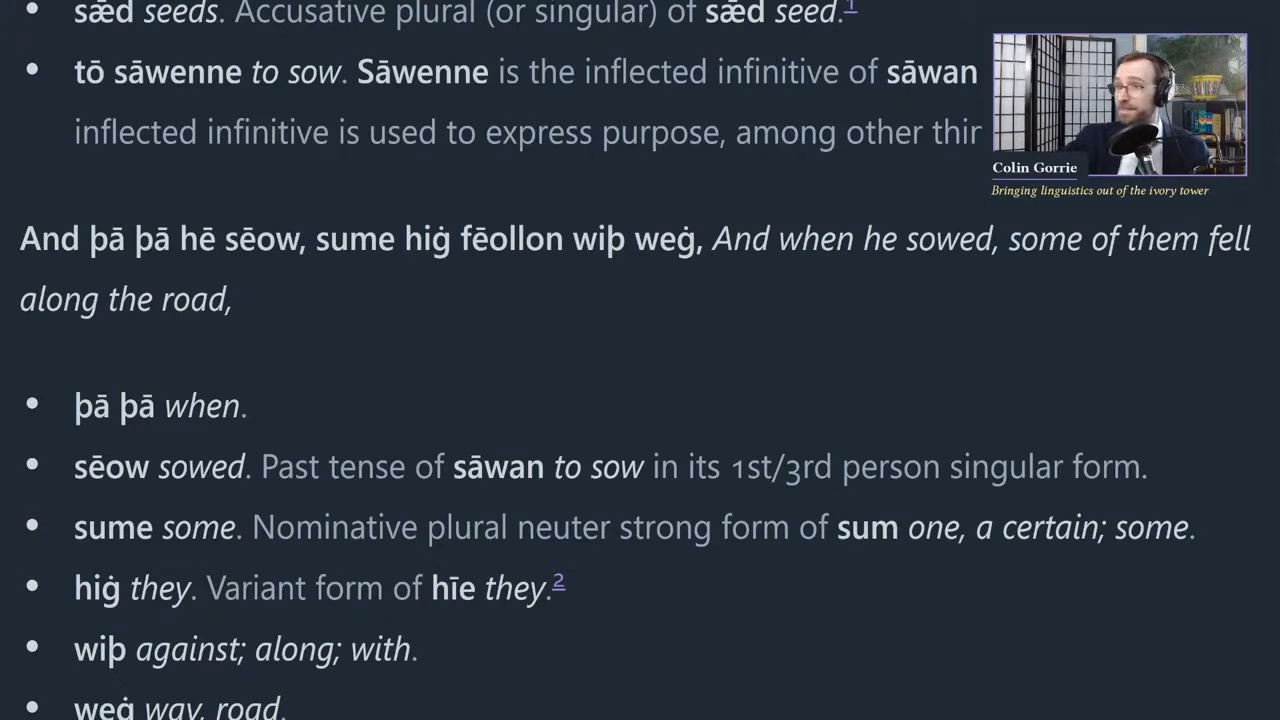 • sǣd seeds. Accusative plural (or singular) of sǣd seed.1
• tō sāwenne to sow. Sāwenne is the inflected infinitive of sāwan
inflected infinitive is used to express purpose, among other thin
Colin Gorrie
Bringing linguistics out of the ivory tower
And þā þā hē sēow, sume hiġ fēollon wiþ weġ, And when he sowed, some of them fell
along the road,
• þā þā when.
• sēow sowed. Past tense of sāwan to sow in its 1st/3rd person singular form.
• sume some. Nominative plural neuter strong form of sum one, a certain; some.
• hiġ they. Variant form of hīe they.2
• wiþ against; along; with.
• weġ way, road.